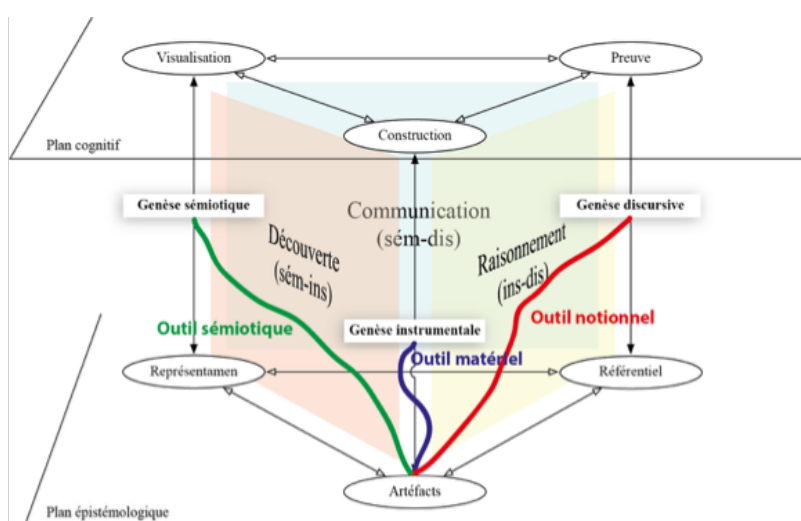 Visualisation
Preuve
Construction
Plan cognitif
Genèse sémiotique
Genèse discursive
Communication
(sém-dis)
Découverte
(sém-ins)
Raisonnement
(ins-dis)
Outil sémiotique
Genèse instrumentale
Outil notionnel
Outil matériel
Représentamen
Référentiel
Artéfacts
Plan épistémologique